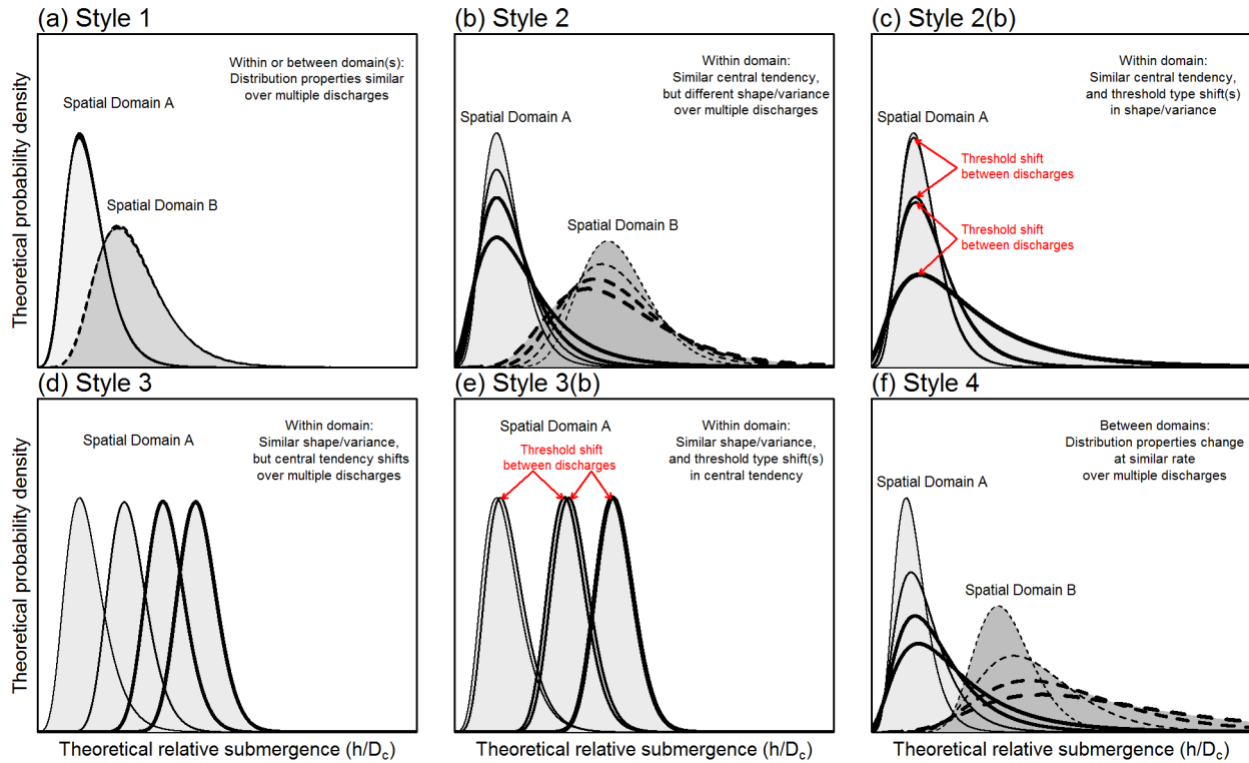 (a) Style 1
Within or between domain(s):
Distribution properties similar
over multiple discharges
Spatial Domain A
Spatial Domain B
Theoretical probability density
(b) Style 2
Within domain:
Similar central tendency,
but different shape/variance
over multiple discharges
Spatial Domain A
Spatial Domain B
(c) Style 2(b)
Within domain:
Similar central tendency,
and threshold type shift(s)
in shape/variance
Spatial Domain A
Threshold shift
between discharges
Threshold shift
between discharges
(d) Style 3
Within domain:
Similar shape/variance,
but central tendency shifts
over multiple discharges
Spatial Domain A
Theoretical probability density
Theoretical relative submergence (h/Dc)
(e) Style 3(b)
Within domain:
Similar shape/variance,
and threshold type shift(s)
in central tendency
Spatial Domain A
Threshold shift
between discharges
Theoretical relative submergence (h/Dc)
(f) Style 4
Between domains:
Distribution properties change
at similar rate
over multiple discharges
Spatial Domain A
Spatial Domain B
Theoretical relative submergence (h/Dc)